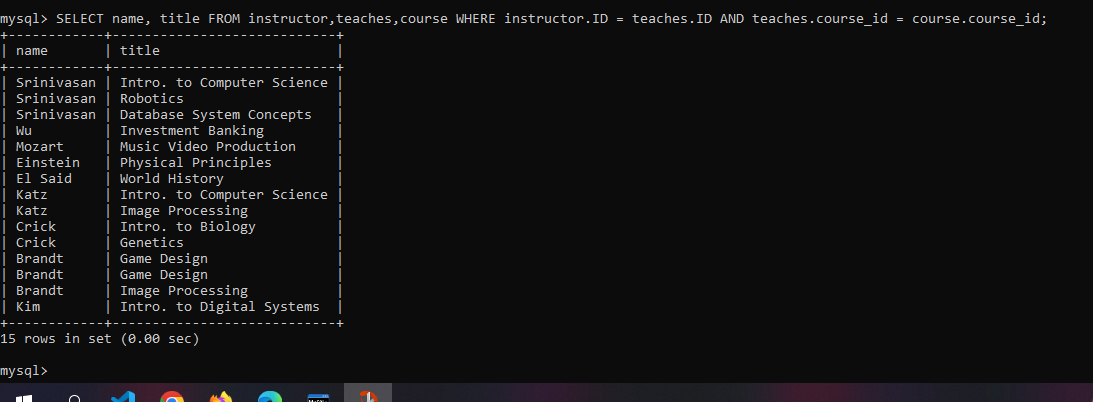 mysql> SELECT name, title FROM instructor,teaches,course WHERE instructor.ID = teaches.ID AND teaches.course_id = course.course_id;
+------------+----------------------------+
| name       | title                      |
+------------+----------------------------+
| Srinivasan | Intro. to Computer Science |
| Srinivasan | Robotics                   |
| Srinivasan | Database System Concepts   |
| Wu         | Investment Banking         |
| Mozart     | Music Video Production     |
| Einstein   | Physical Principles        |
| El Said    | World History              |
| Katz       | Intro. to Computer Science |
| Katz       | Image Processing           |
| Crick      | Intro. to Biology          |
| Crick      | Genetics                   |
| Brandt     | Game Design                |
| Brandt     | Game Design                |
| Brandt     | Image Processing           |
| Kim        | Intro. to Digital Systems  |
+------------+----------------------------+
15 rows in set (0.00 sec)
mysql>